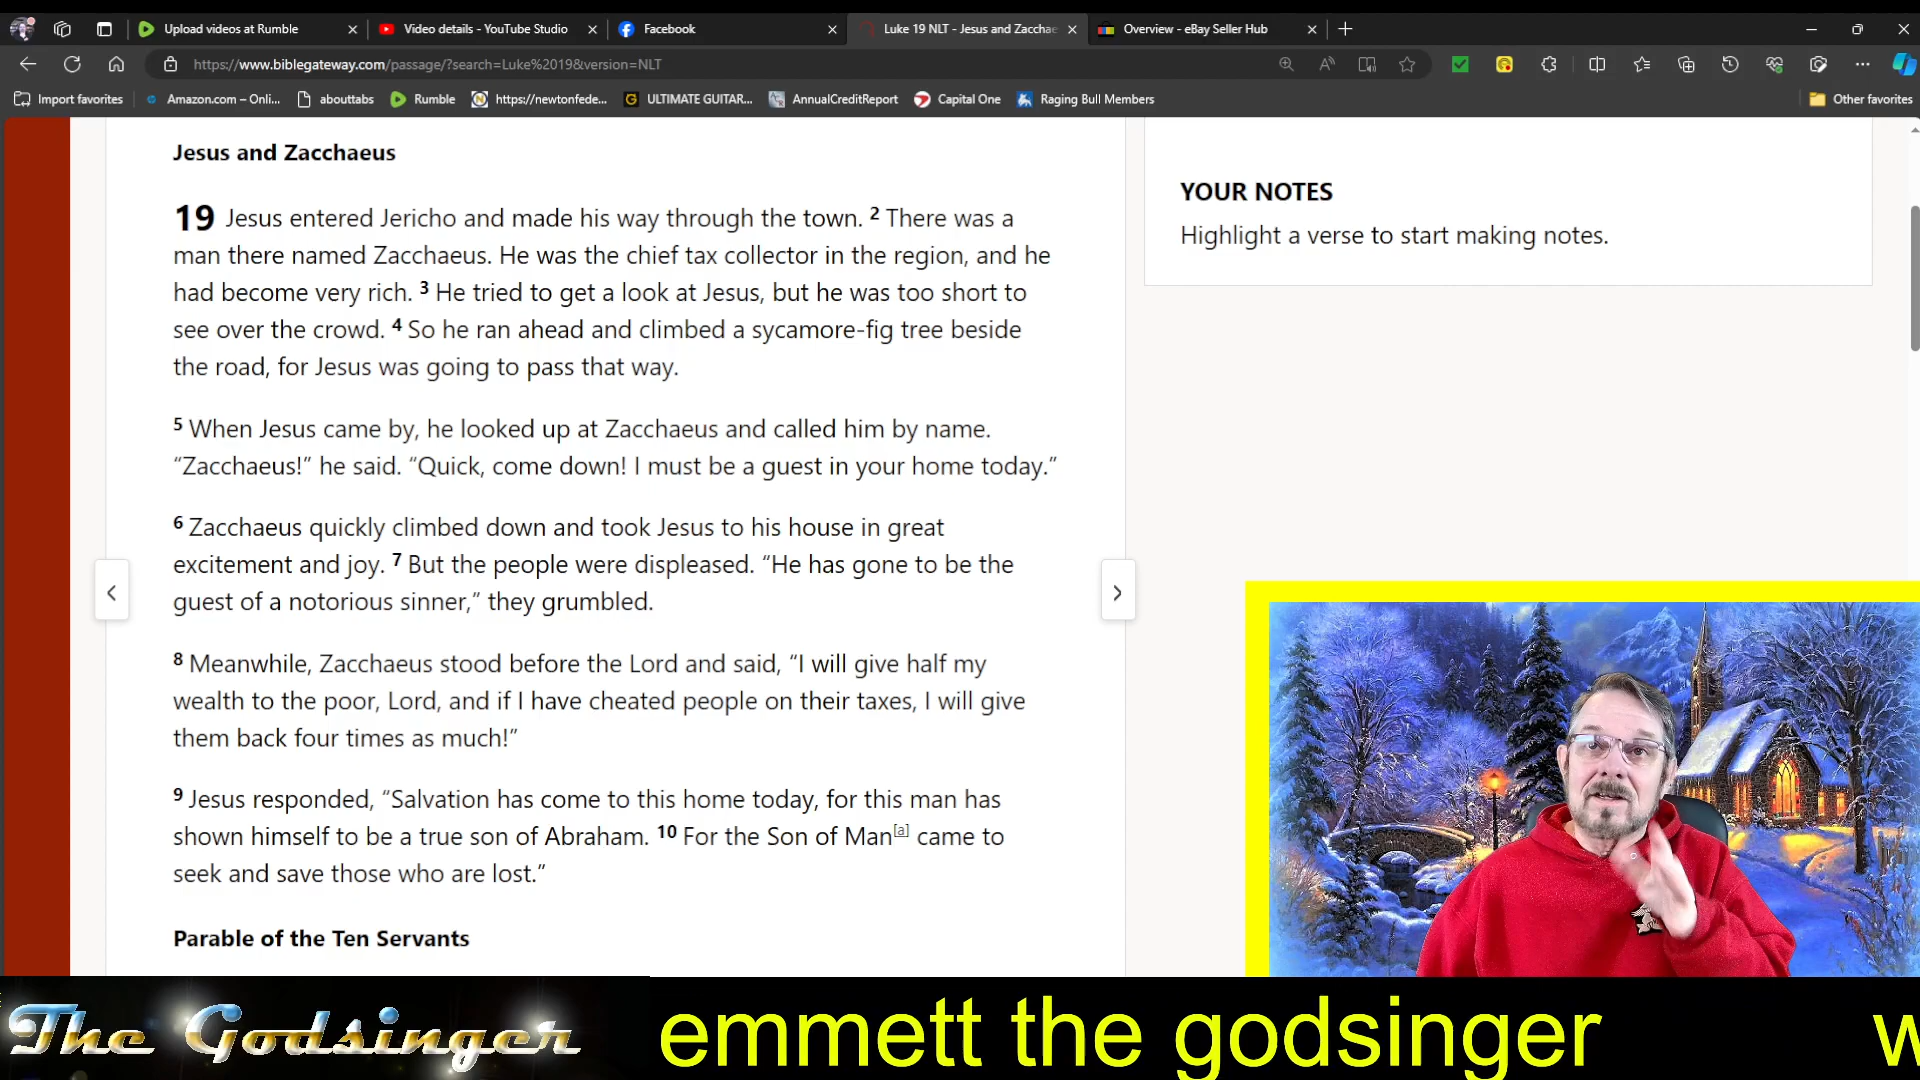 Upload videos at Rumble
Video details - YouTube Studio
Facebook
Luke 19 NLT - Jesus and Zacchae
Overview - eBay Seller Hub
https://www.biblegateway.com/passage/?search=Luke%2019&version=NLT
Import favorites
Amazon.com – Onli...
abouttabs
Rumble
https://newtonfede...
ULTIMATE GUITAR...
AnnualCreditReport
Capital One
Raging Bull Members
Other favorites
Jesus and Zacchaeus
19 Jesus entered Jericho and made his way through the town. 2 There was a
man there named Zacchaeus. He was the chief tax collector in the region, and he
had become very rich. 3 He tried to get a look at Jesus, but he was too short to
see over the crowd. 4 So he ran ahead and climbed a sycamore-fig tree beside
the road, for Jesus was going to pass that way.
5 When Jesus came by, he looked up at Zacchaeus and called him by name.
“Zacchaeus!” he said. “Quick, come down! I must be a guest in your home today.”
6 Zacchaeus quickly climbed down and took Jesus to his house in great
excitement and joy. 7 But the people were displeased. “He has gone to be the
guest of a notorious sinner,” they grumbled.
8 Meanwhile, Zacchaeus stood before the Lord and said, “I will give half my
wealth to the poor, Lord, and if I have cheated people on their taxes, I will give
them back four times as much!”
9 Jesus responded, “Salvation has come to this home today, for this man has
shown himself to be a true son of Abraham. 10 For the Son of Man[a] came to
seek and save those who are lost.”
Parable of the Ten Servants
YOUR NOTES
Highlight a verse to start making notes.
The Godsinger
emmett the godsinger
w